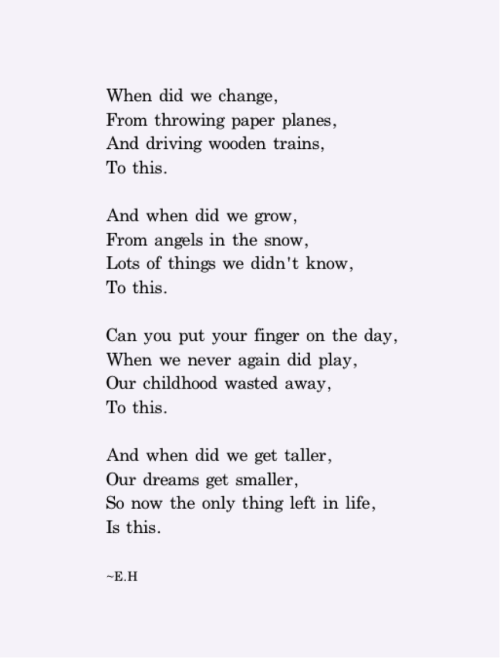 When did we change,
From throwing paper planes,
And driving wooden trains,
To this.
And when did we grow,
From angels in the snow,
Lots of things we didn't know,
To this.
Can you put your finger on the day,
When we never again did play,
Our childhood wasted away,
To this.
And when did we get taller,
Our dreams get smaller,
So now the only thing left in life,
Is this.
~E.H